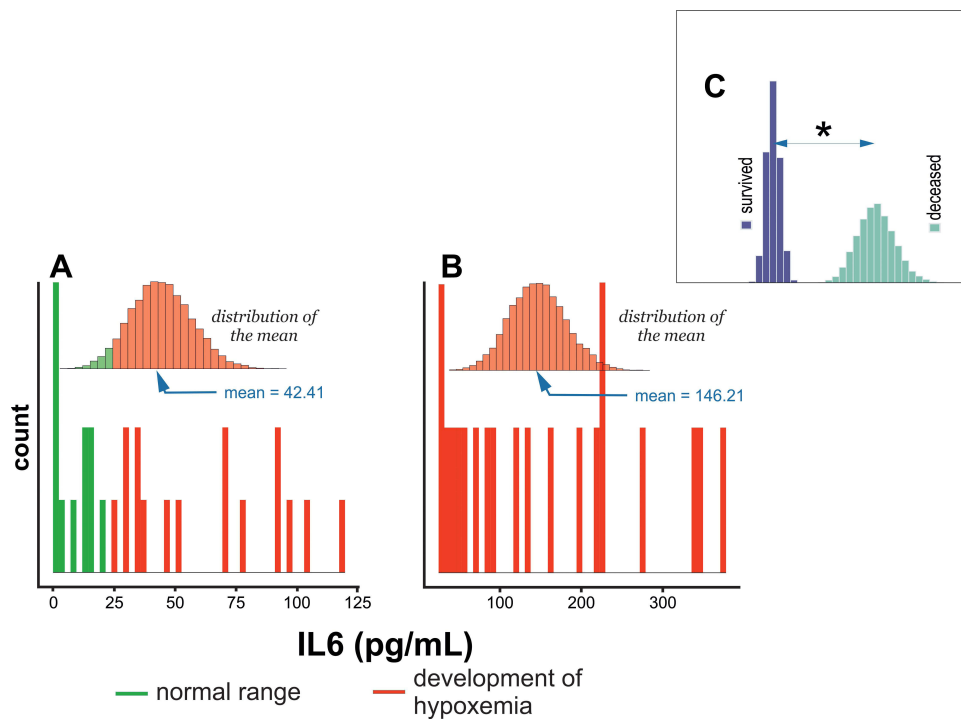 C
*
survived
deceased
A
distribution of
the mean
mean = 42.41
B
distribution of
the mean
mean = 146.21
count
0 25 50 75 100 125
100 200 300
IL6 (pg/mL)
normal range
development of
hypoxemia